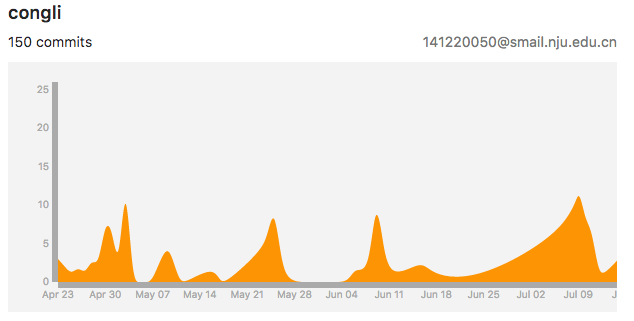 congli
150 commits 141220050@smail.nju.edu.cn
25
20
15
10
5
0
Apr 23 Apr 30 May 07 May 14 May 21 May 28 Jun 04 Jun 11 Jun 18 Jun 25 Jul 02 Jul 09